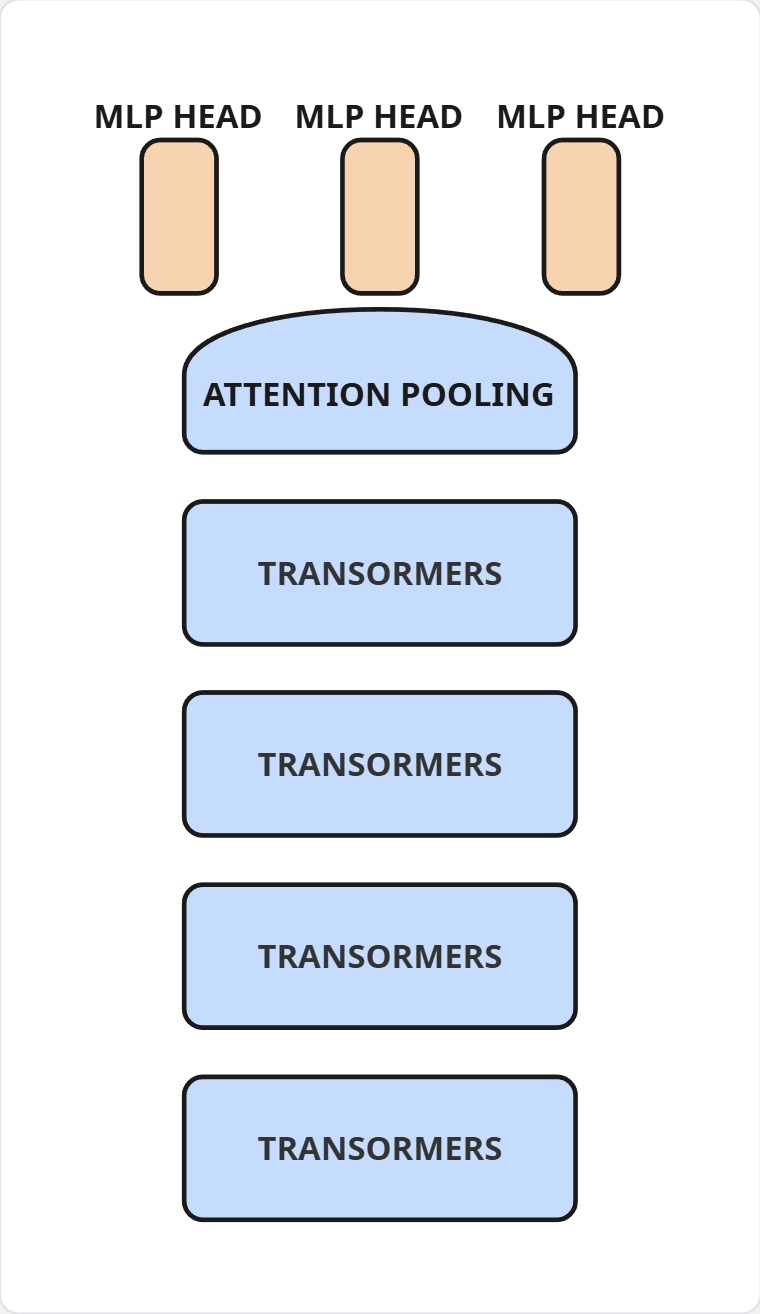 MLP HEAD MLP HEAD MLP HEAD
ATTENTION POOLING
TRANSORMERS
TRANSORMERS
TRANSORMERS
TRANSORMERS